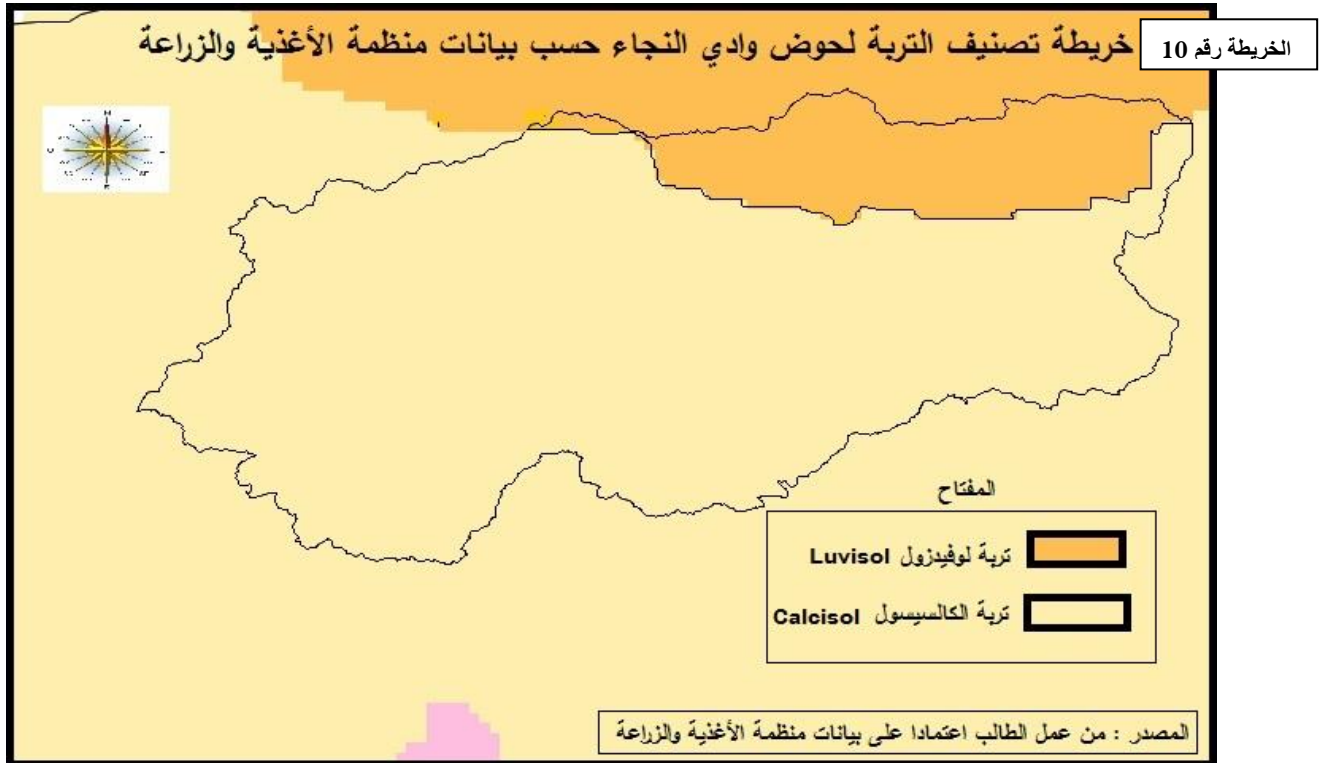 الخريطة رقم 10
خريطة تصنيف التربة لحوض وادي النجاء حسب بيانات منظمة الأغذية والزراعة
المفتاح
تربة لوفيدزول Luvisol
تربة الكالسيسول Calcisol
المصدر : من عمل الطالب اعتمادا على بيانات منظمة الأغذية والزراعة